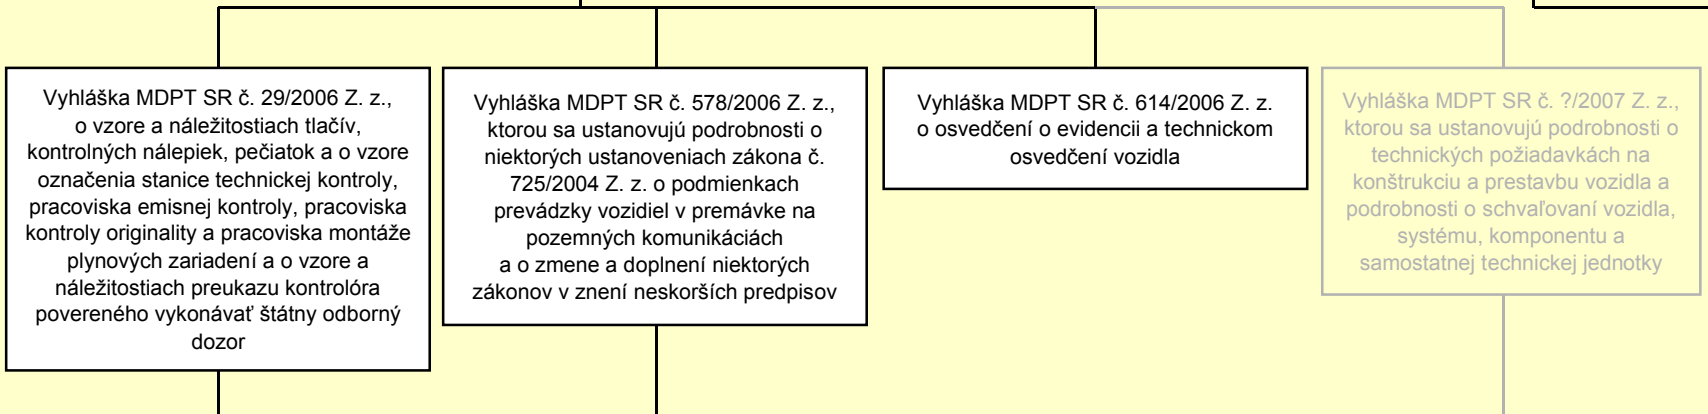 Vyhláška MDPT SR č. 29/2006 Z. z.,
o vzore a náležitostiach tlačív,
kontrolných nálepiek, pečiatok a o vzore
označenia stanice technickej kontroly,
pracoviska emisnej kontroly, pracoviska
kontroly originality a pracoviska montáže
plynových zariadení a o vzore a
náležitostiach preukazu kontrolóra
povereného vykonávať štátny odborný
dozor
Vyhláška MDPT SR č. 578/2006 Z. z.,
ktorou sa ustanovujú podrobnosti o
niektorých ustanoveniach zákona č.
725/2004 Z. z. o podmienkach
prevádzky vozidiel v premávke na
pozemných komunikáciách
a o zmene a doplnení niektorých
zákonov v znení neskorších predpisov
Vyhláška MDPT SR č. 614/2006 Z. z.
o osvedčení o evidencii a technickom
osvedčení vozidla
Vyhláška MDPT SR č. ?/2007 Z. z.,
ktorou sa ustanovujú podrobnosti o
technických požiadavkách na
konštrukciu a prestavbu vozidla a
podrobnosti o schvaľovaní vozidla,
systému, komponentu a
samostatnej technickej jednotky